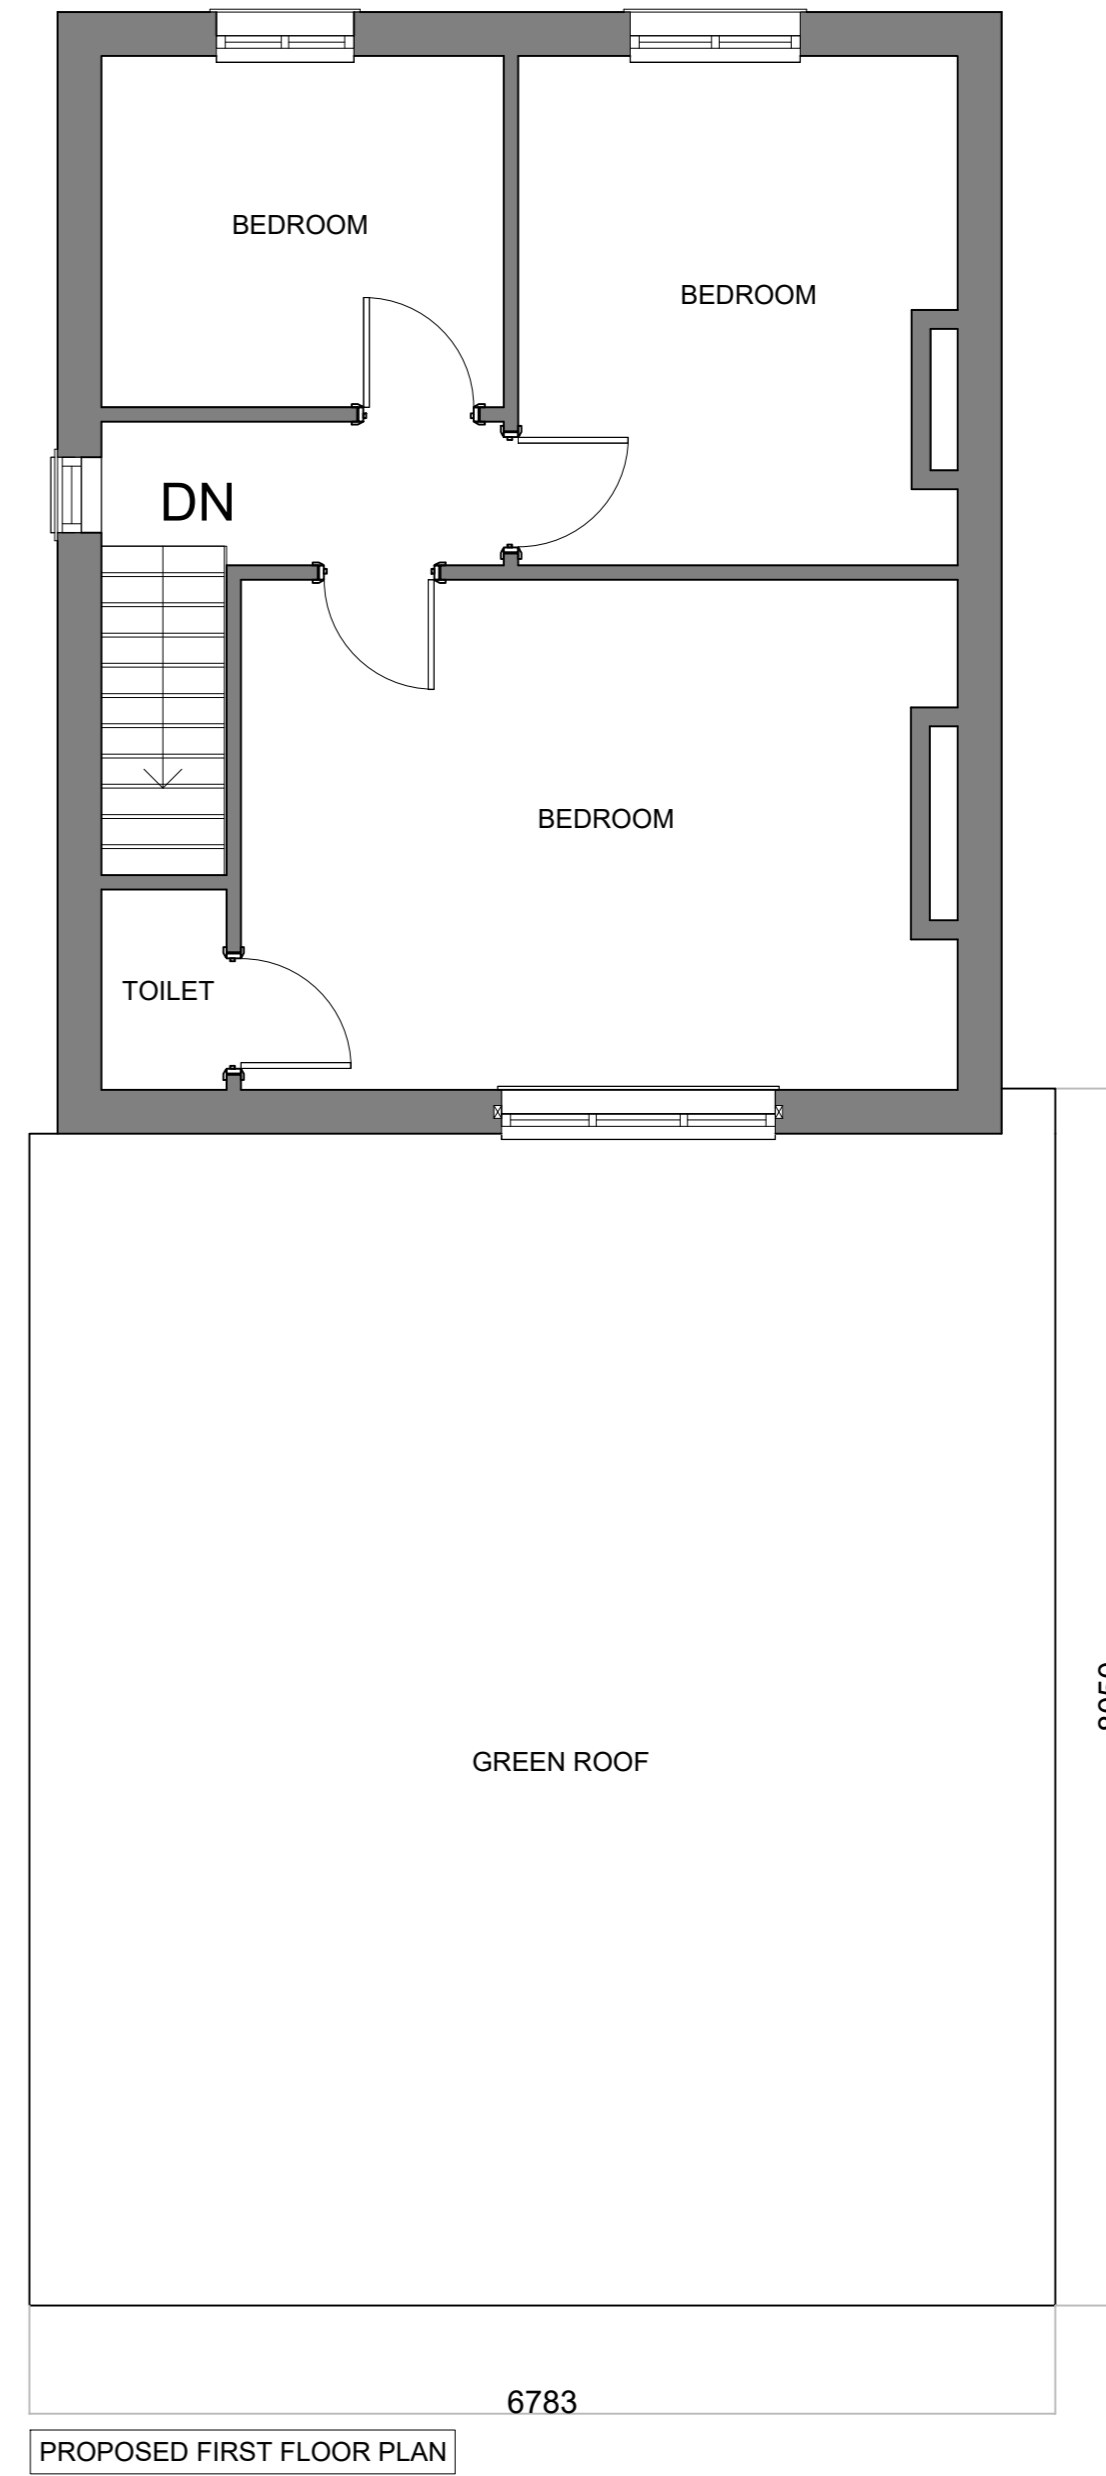 BEDROOM
BEDROOM
DN
BEDROOM
TOILET
GREEN ROOF
6783
PROPOSED FIRST FLOOR PLAN